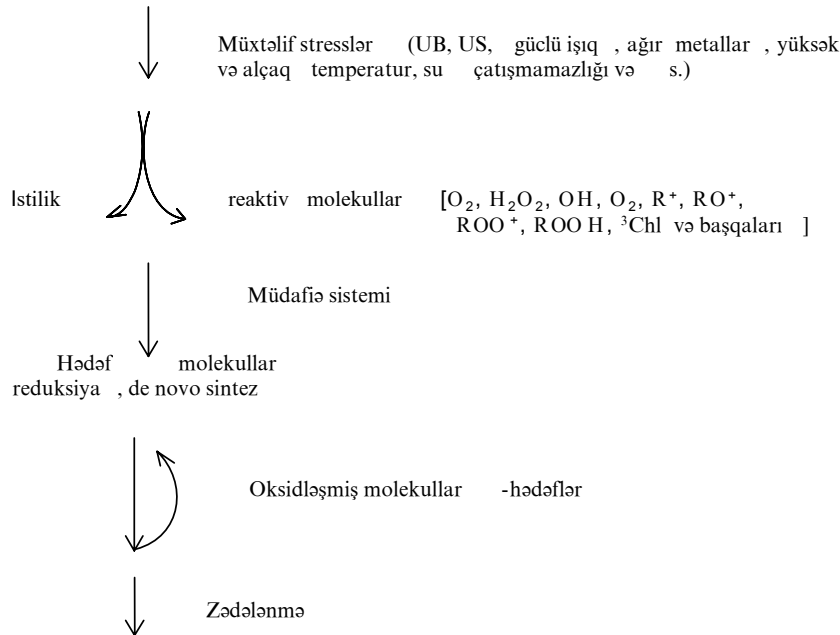 Müxtəlif stresslər (UB, US, güclü işıq , ağır metallar , yüksək
və alçaq temperatur, su çatışmamazlığı və s.)
İstilik reaktiv molekullar [O₂, H₂O₂, OH, O₂, R⁺, RO⁺,
ROO⁺, ROO H, ³Chl və başqaları ]
Müdafiə sistemi
Hədəf molekullar
reduksiya , de novo sintez
Oksidləşmiş molekullar -hədəflər
Zədələnmə